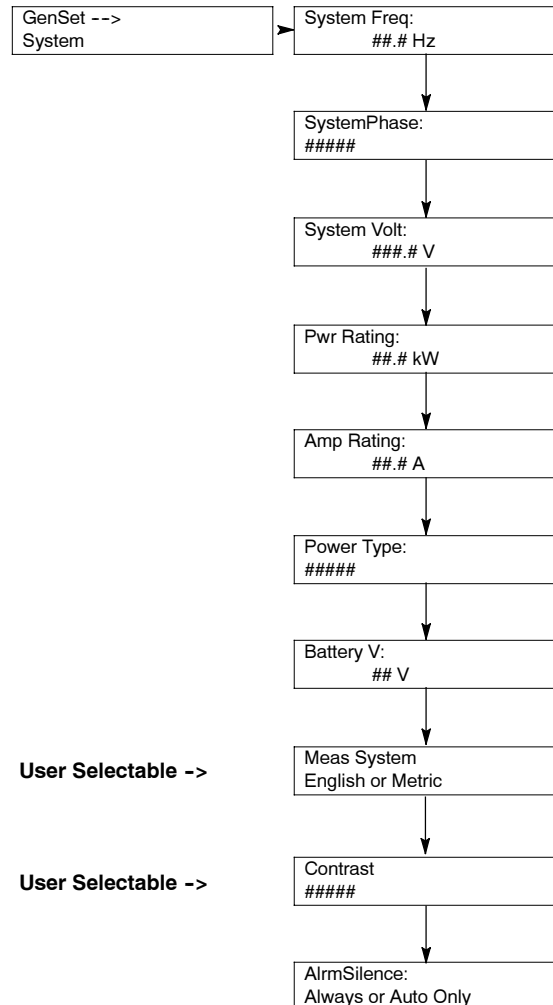 GenSet -->
System
System Freq:
##.# Hz
SystemPhase:
#####
System Volt:
###.# V
Pwr Rating:
##.# kW
Amp Rating:
##.# A
Power Type:
#####
Battery V:
## V
User Selectable ->
Meas System
English or Metric
User Selectable ->
Contrast
#####
AlrmSilence:
Always or Auto Only